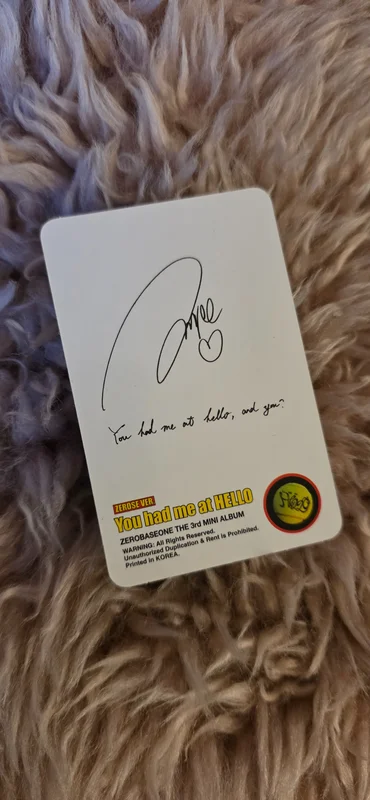 You had me at hello, and you?
ZEROSE VER
You had me at HELLO
ZEROBASEONE THE 3rd MINI ALBUM
WARNING: All Rights Reserved.
Unauthorized Duplication & Rent is Prohibited.
Printed in KOREA.